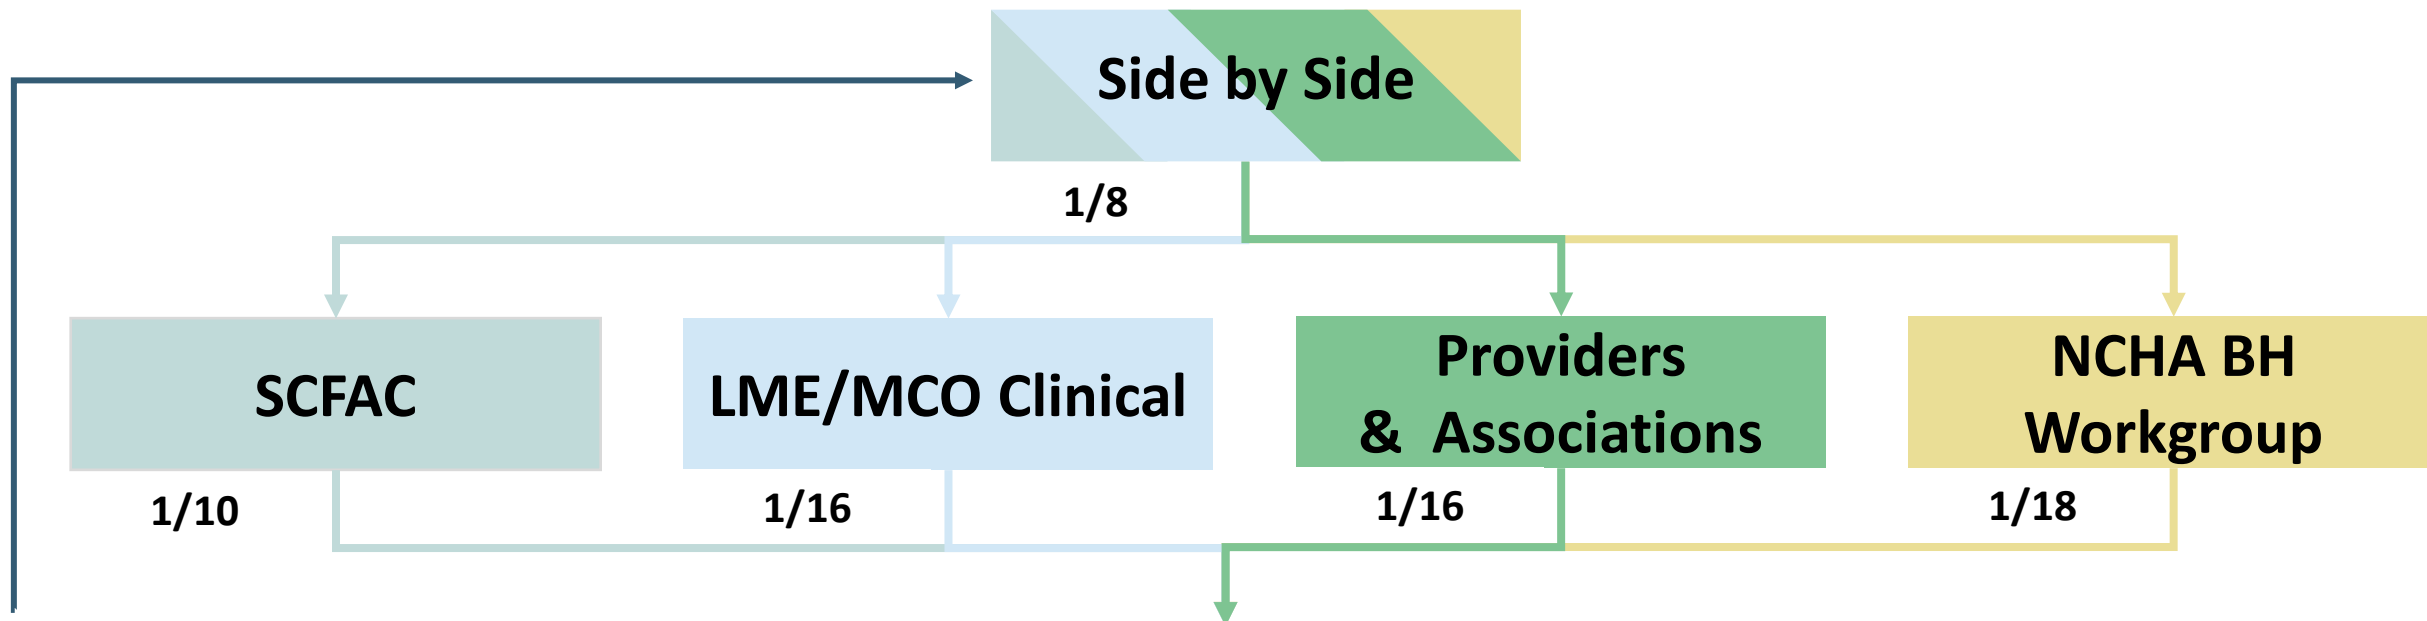 Side by Side
1/8
SCFAC
LME/MCO Clinical
Providers
& Associations
NCHA BH
Workgroup
1/10
1/16
1/16
1/18